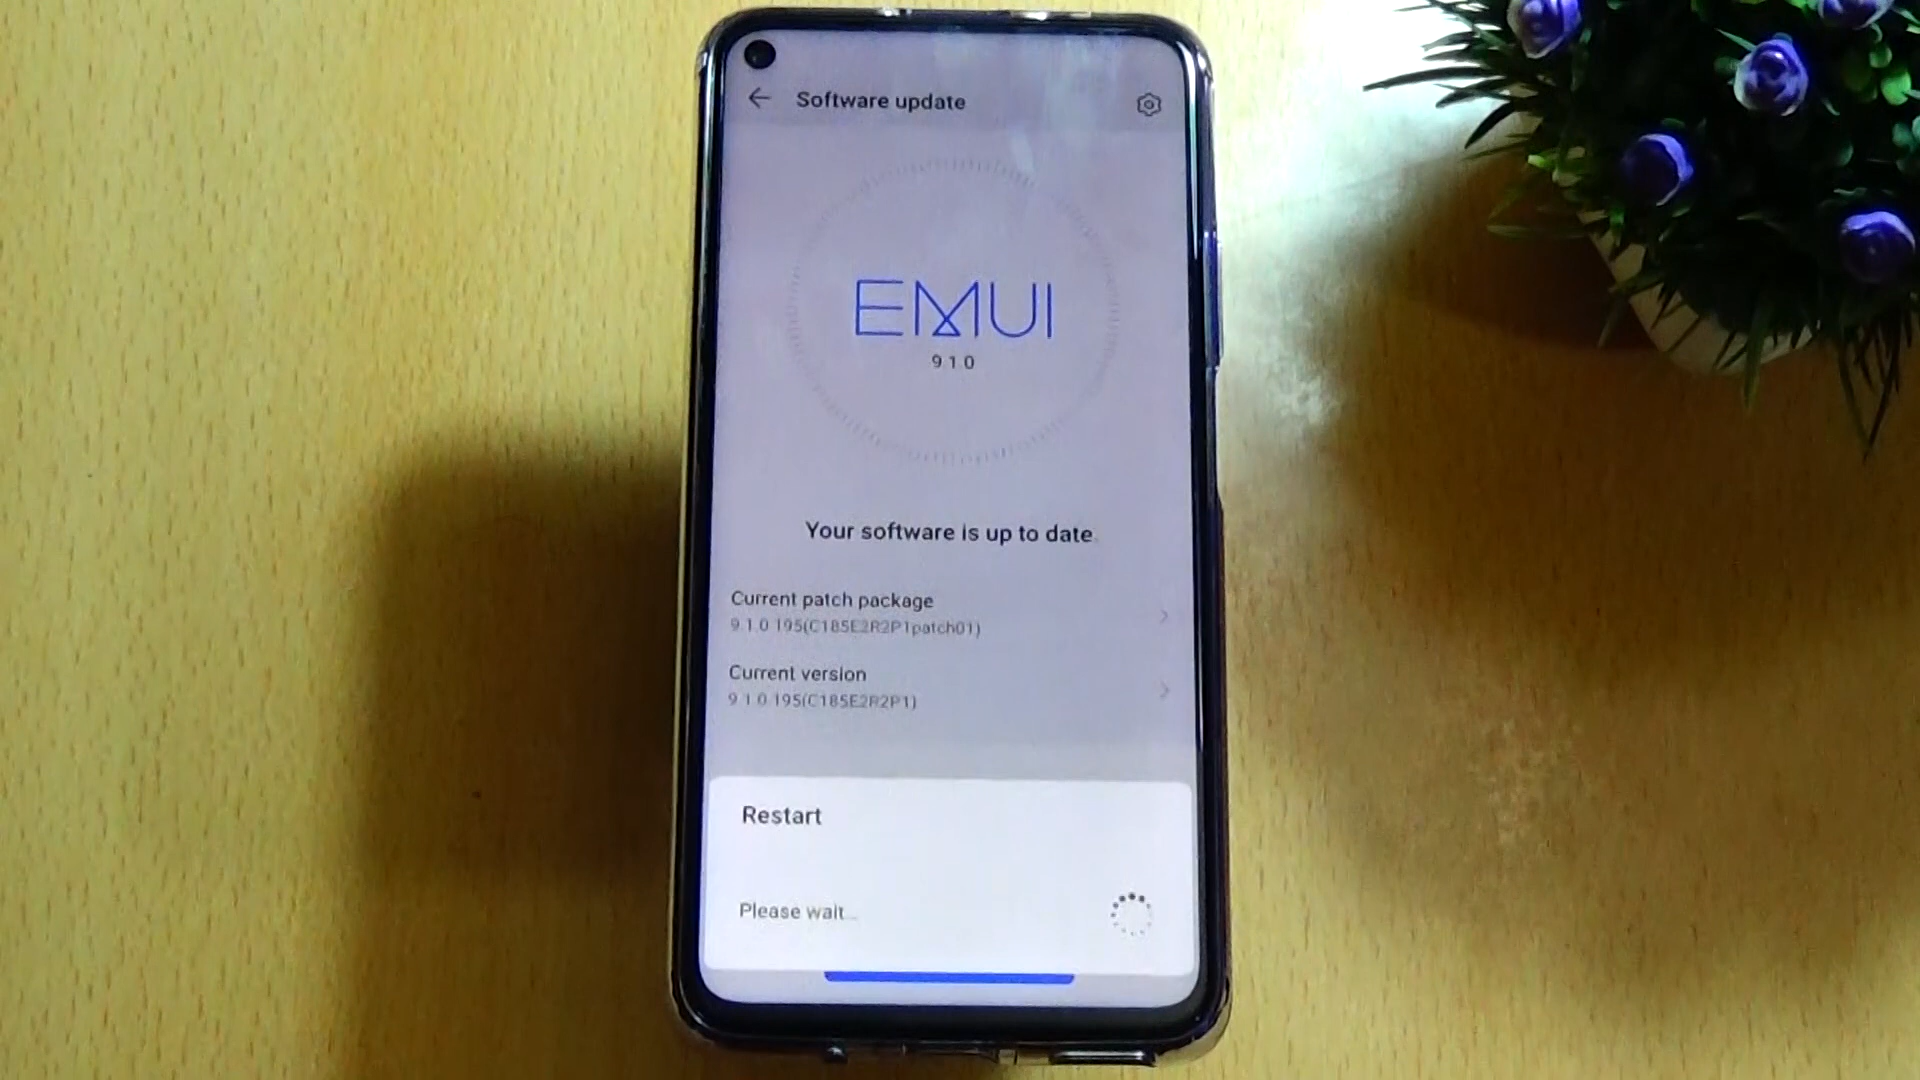 Software update
EMUI
9.1.0
Your software is up to date.
Current patch package
9.1.0.195(C185E2R2P1patch01)
Current version
9.1.0.195(C185E2R2P1)
Restart
Please wait...